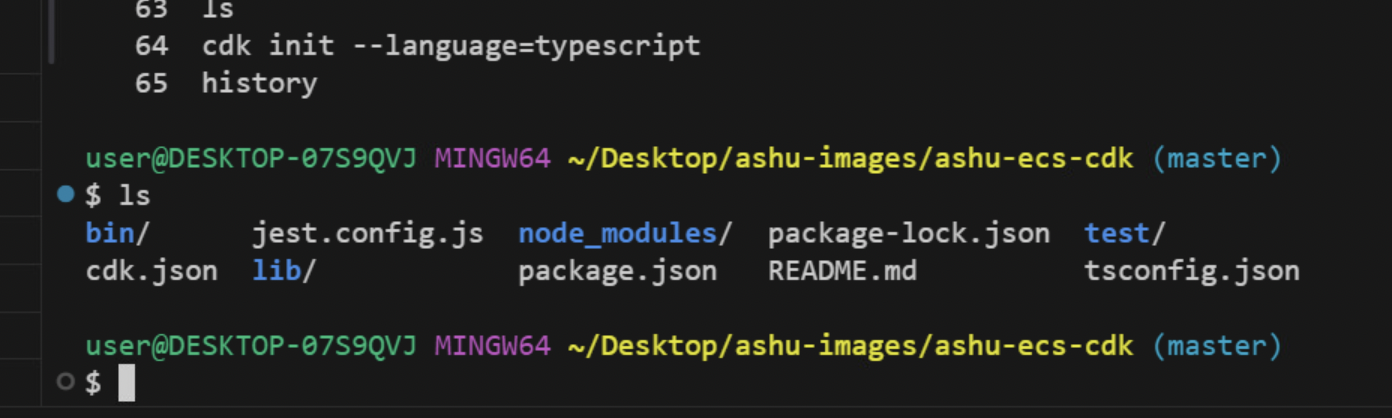 63  ls
64  cdk init --language=typescript
65  history
user@DESKTOP-07S9QVJ MINGW64 ~/Desktop/ashu-images/ashu-ecs-cdk (master)
$ ls
bin/      jest.config.js  node_modules/  package-lock.json  test/
cdk.json  lib/            package.json   README.md          tsconfig.json
user@DESKTOP-07S9QVJ MINGW64 ~/Desktop/ashu-images/ashu-ecs-cdk (master)
$